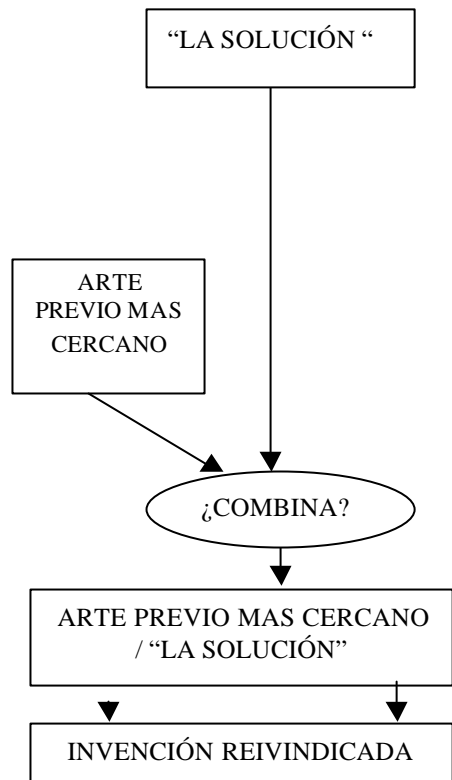 “LA SOLUCIÓN “
ARTE
PREVIO MAS
CERCANO
¿COMBINA?
ARTE PREVIO MAS CERCANO
/ “LA SOLUCIÓN”
INVENCIÓN REIVINDICADA